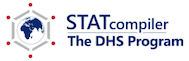 STATcompiler
The DHS Program